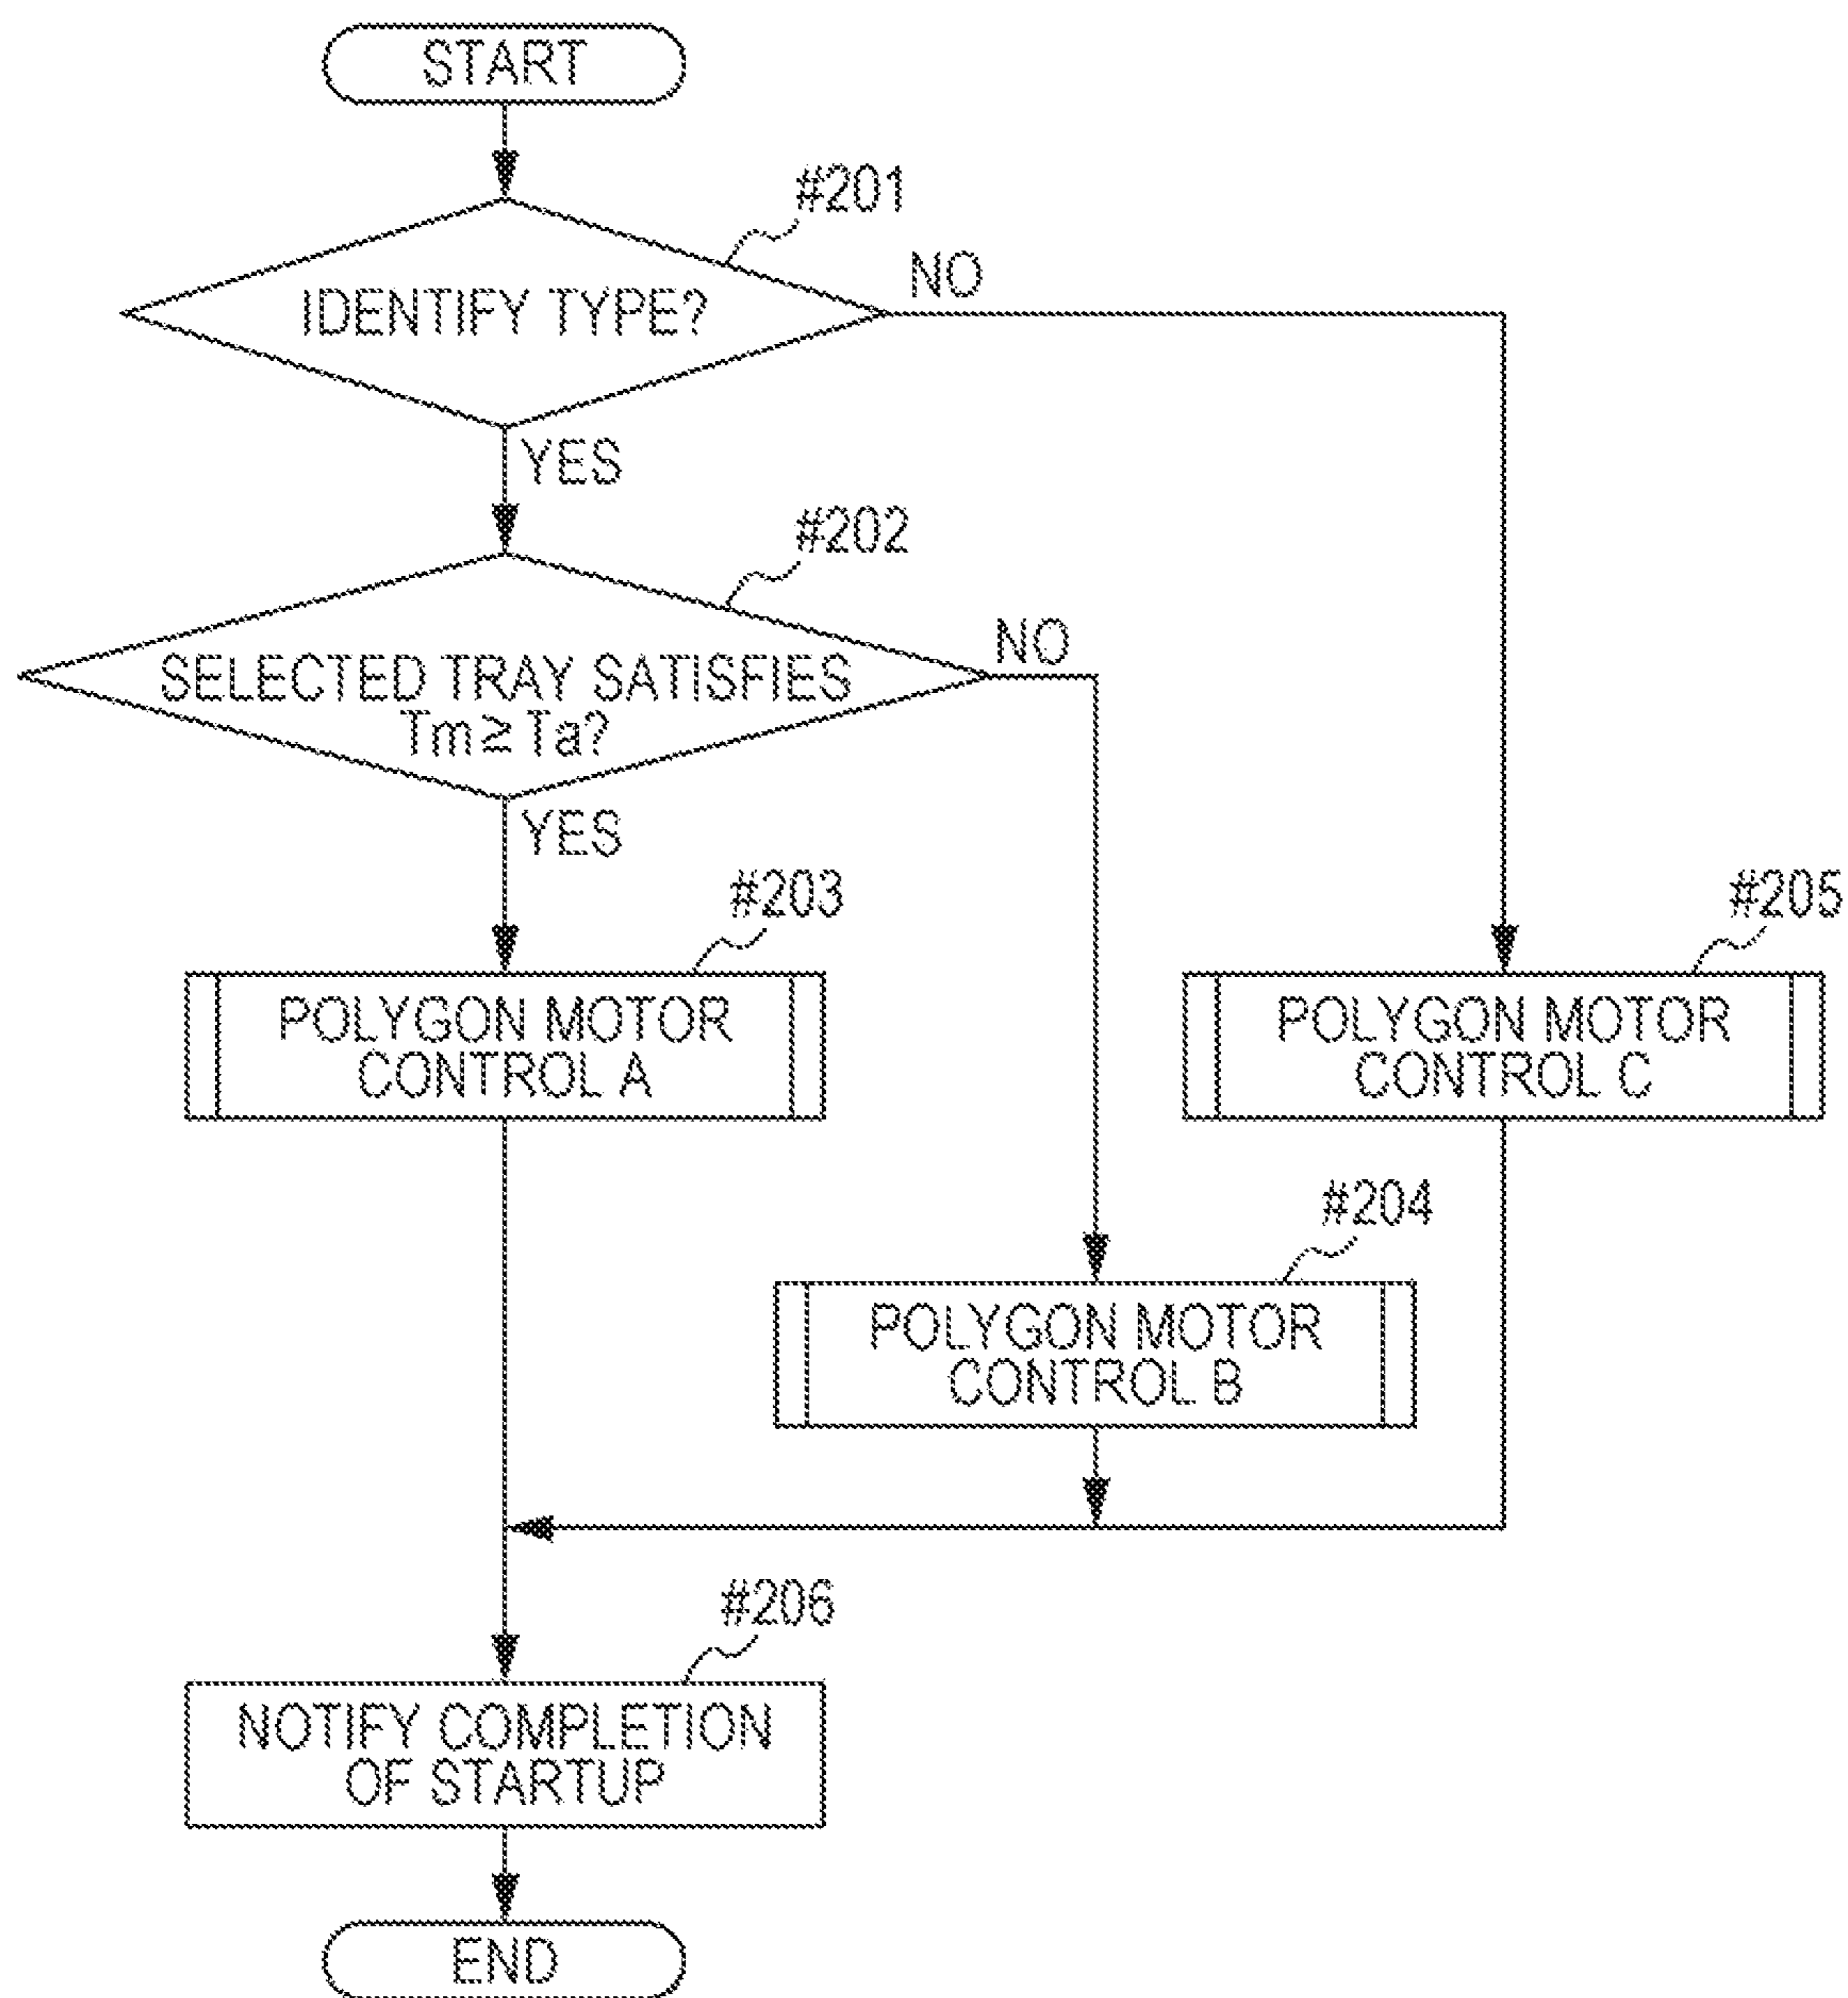 START
#201
IDENTIFY TYPE?
NO
YES
#202
SELECTED TRAY SATISFIES
Tm≧Ta?
NO
YES
#203
POLYGON MOTOR
CONTROL A
#205
POLYGON MOTOR
CONTROL C
#204
POLYGON MOTOR
CONTROL B
#206
NOTIFY COMPLETION
OF STARTUP
END